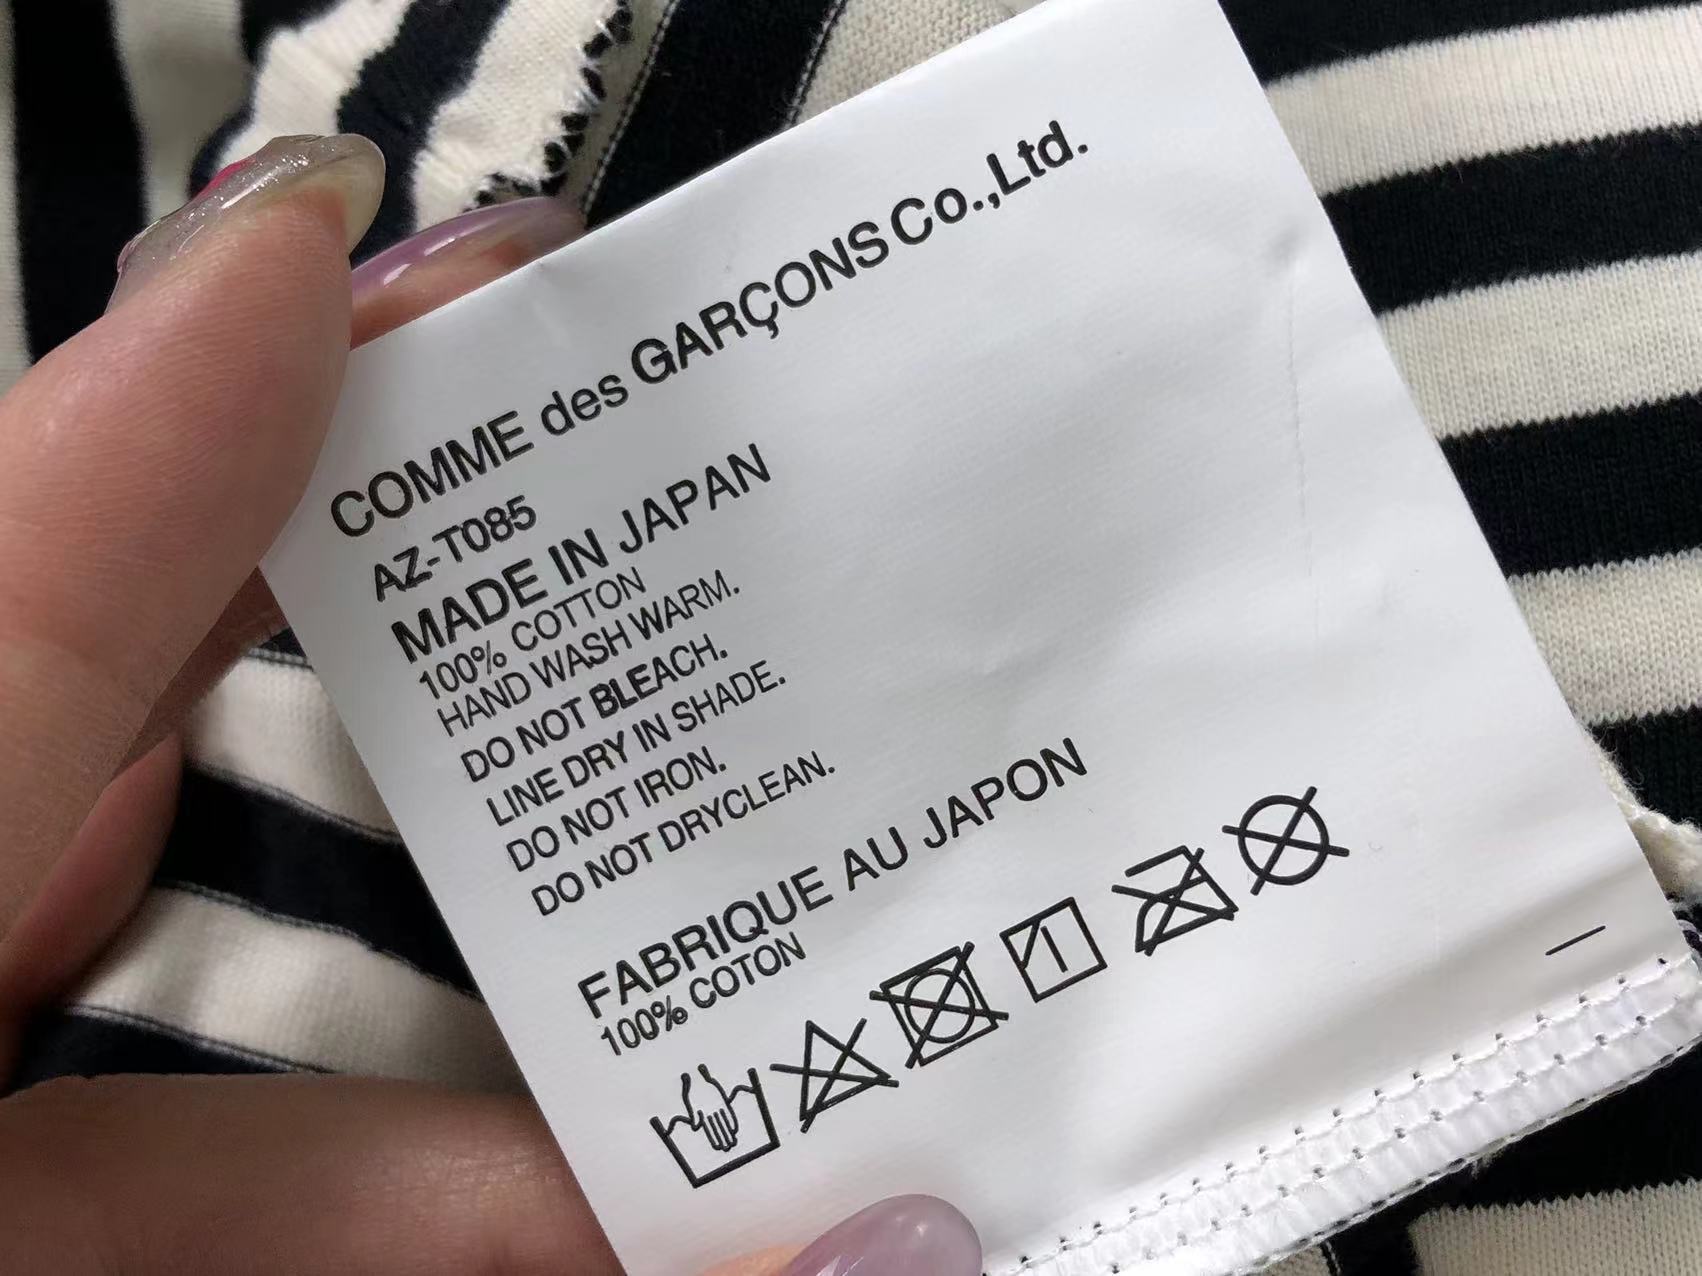 COMME des GARÇONS Co.,Ltd.
AZ-T085
MADE IN JAPAN
100% COTTON
HAND WASH WARM.
DO NOT BLEACH.
LINE DRY IN SHADE.
DO NOT IRON.
DO NOT DRYCLEAN.
FABRIQUE AU JAPON
100% COTON